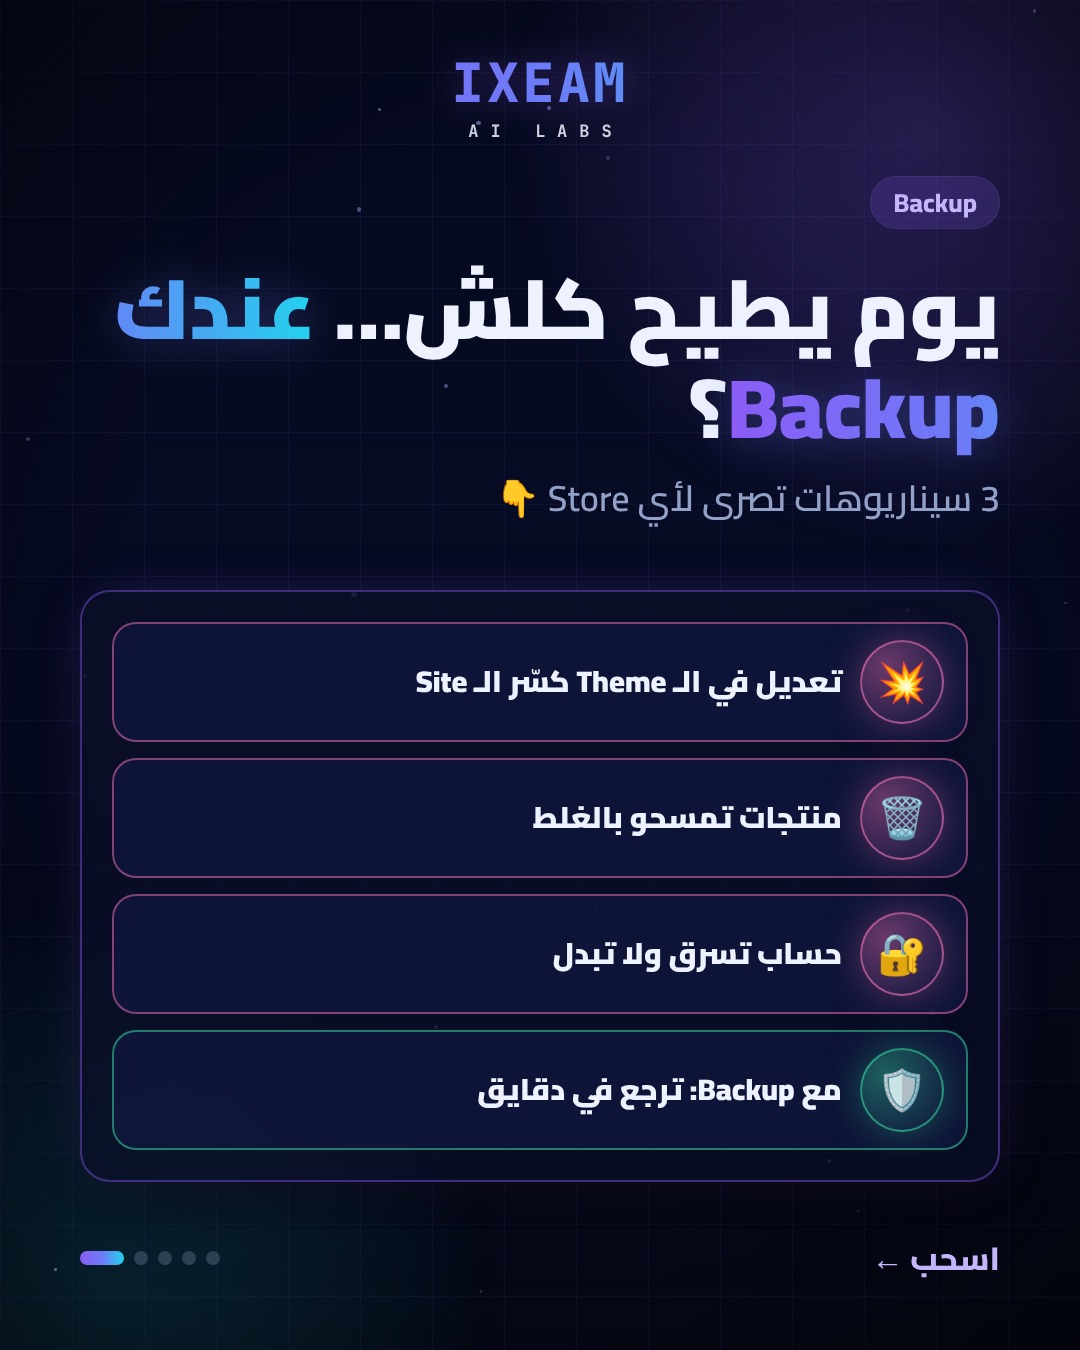 IXEAM
AI LABS
Backup
يوم يطيح كلش... عندك
Backup؟
3 سيناريوهات تصرى لأي Store 👇
تعديل في الـ Theme كسّر الـ Site
منتجات تمسحو بالغلط
حساب تسرق ولا تبدل
مع Backup: ترجع في دقايق
اسحب ←